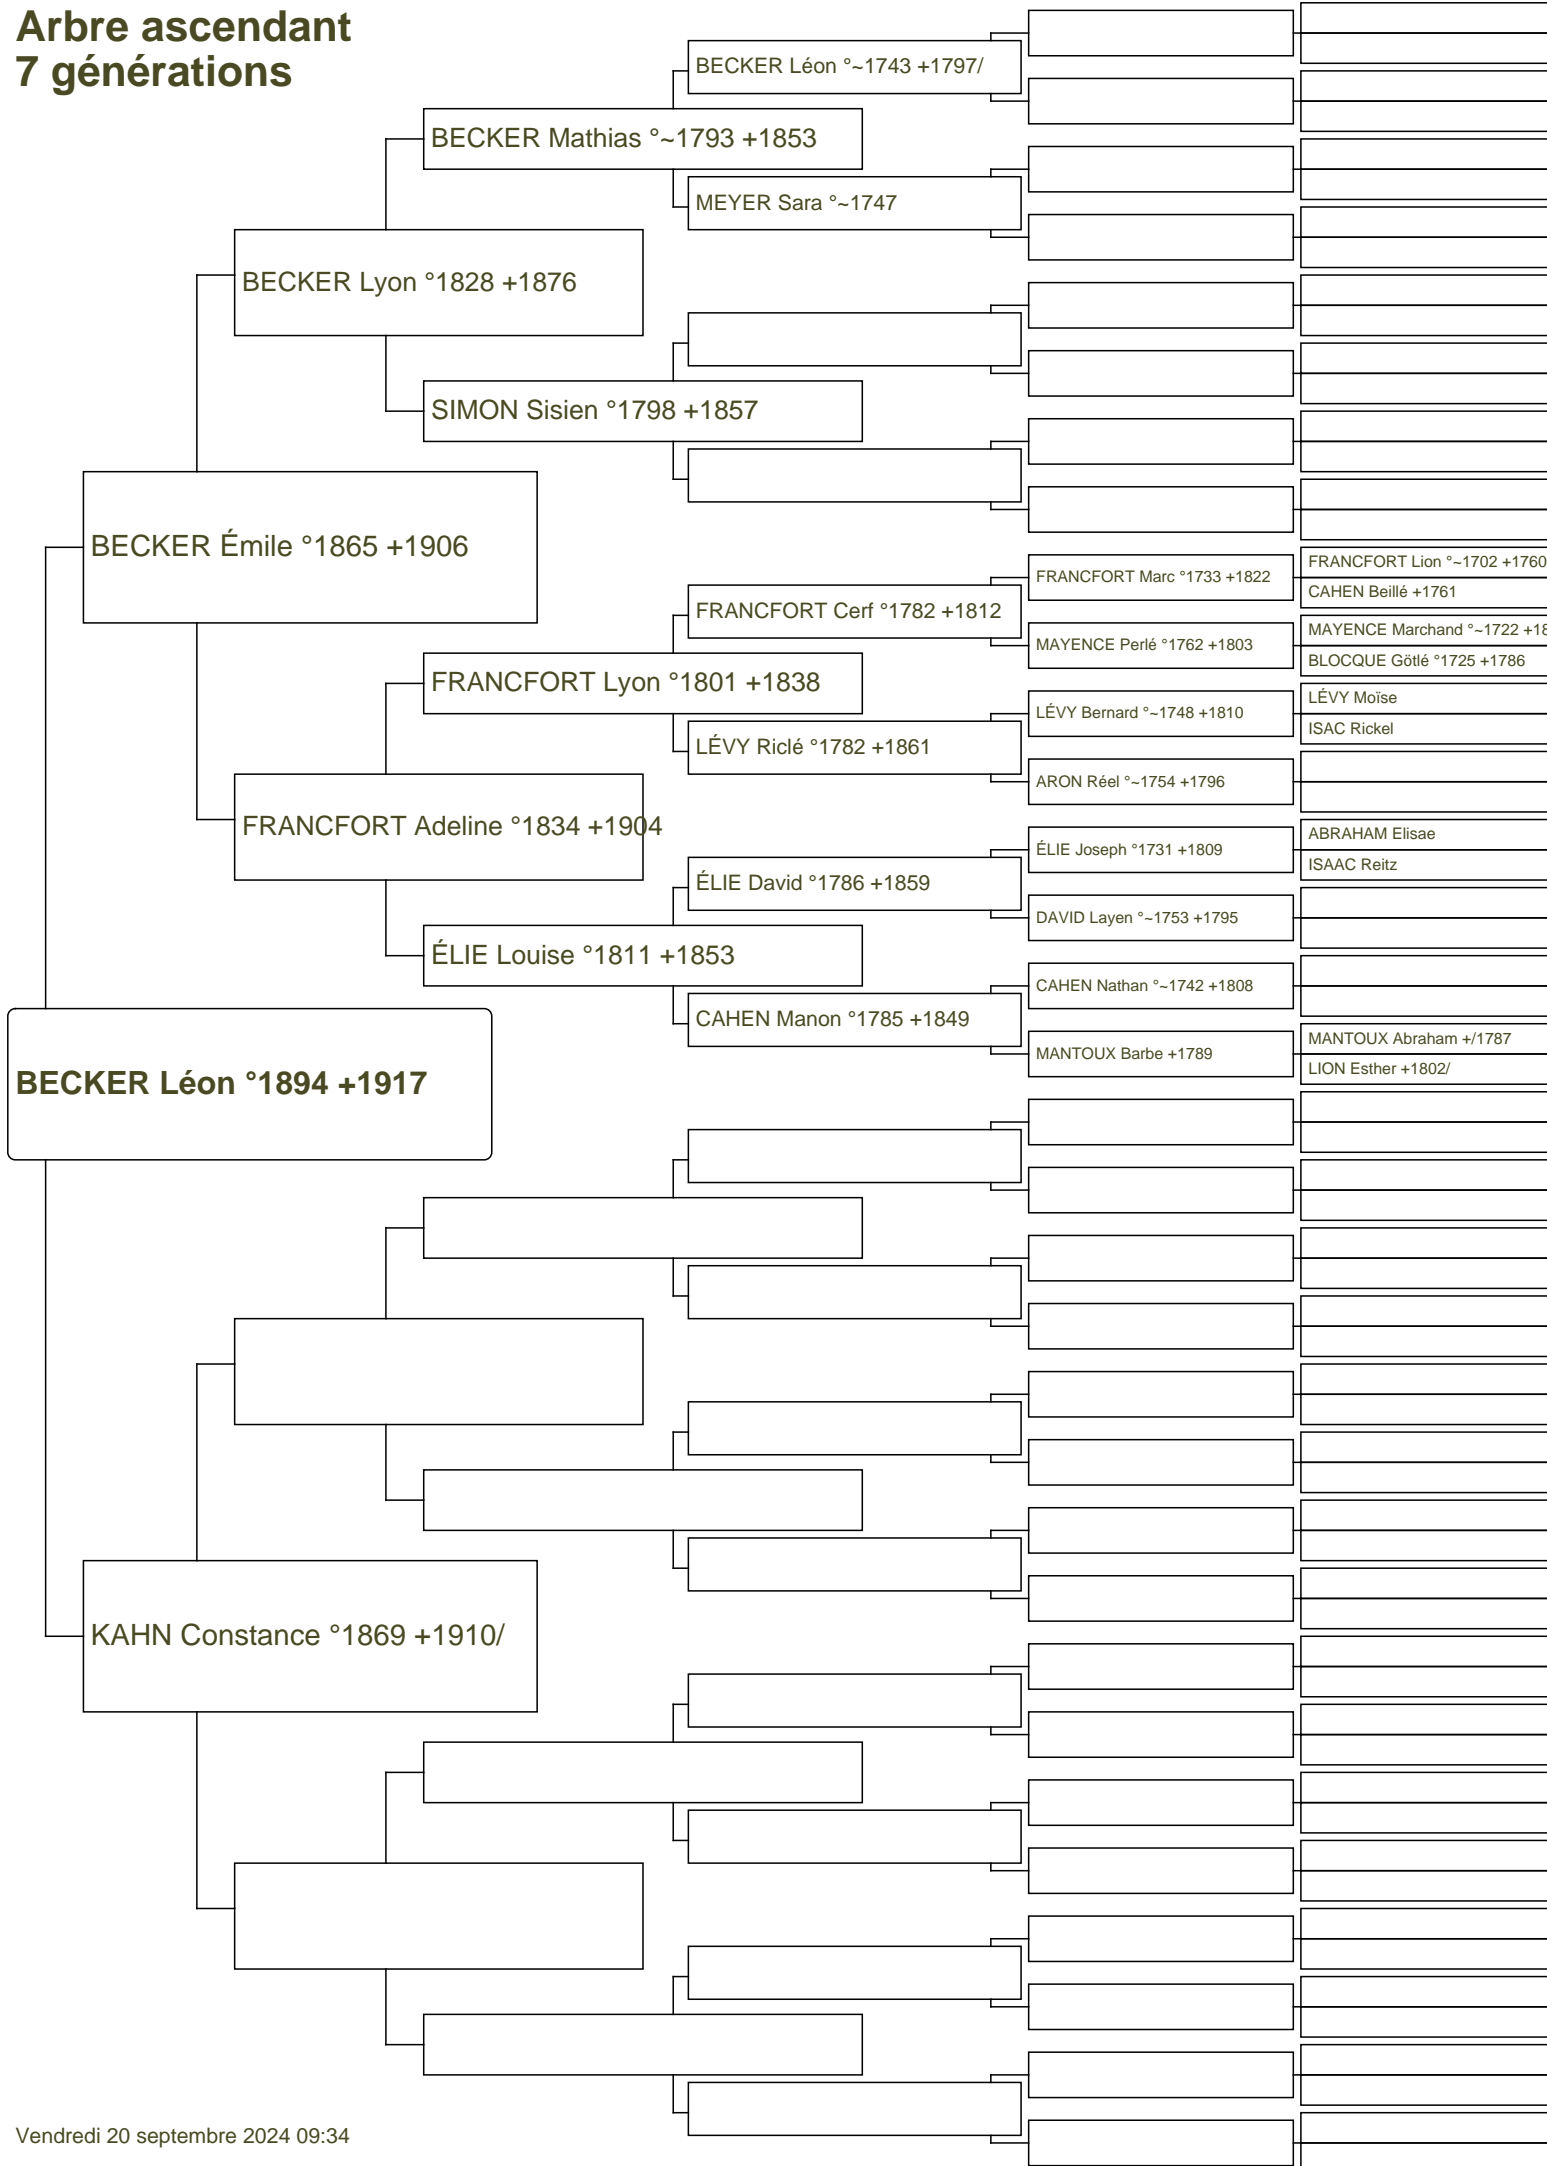 Arbre ascendant
7 générations
BECKER Léon °~1743 +1797/
BECKER Mathias °~1793 +1853
MEYER Sara °~1747
BECKER Lyon °1828 +1876
SIMON Sisien °1798 +1857
BECKER Émile °1865 +1906
FRANCFORT Lion °~1702 +1760
FRANCFORT Marc °1733 +1822
CAHEN Beillé +1761
FRANCFORT Cerf °1782 +1812
MAYENCE Marchand °~1722 +18
MAYENCE Perlé °1762 +1803
BLOCQUE Götlé °1725 +1786
FRANCFORT Lyon °1801 +1838
LÉVY Moïse
LÉVY Bernard °~1748 +1810
ISAC Rickel
LÉVY Riclé °1782 +1861
ARON Réel °~1754 +1796
FRANCFORT Adeline °1834 +1904
ABRAHAM Elisae
ÉLIE Joseph °1731 +1809
ISAAC Reitz
ÉLIE David °1786 +1859
DAVID Layen °~1753 +1795
ÉLIE Louise °1811 +1853
CAHEN Nathan °~1742 +1808
CAHEN Manon °1785 +1849
MANTOUX Abraham +/1787
MANTOUX Barbe +1789
LION Esther +1802/
BECKER Léon °1894 +1917
KAHN Constance °1869 +1910/
Vendredi 20 septembre 2024 09:34